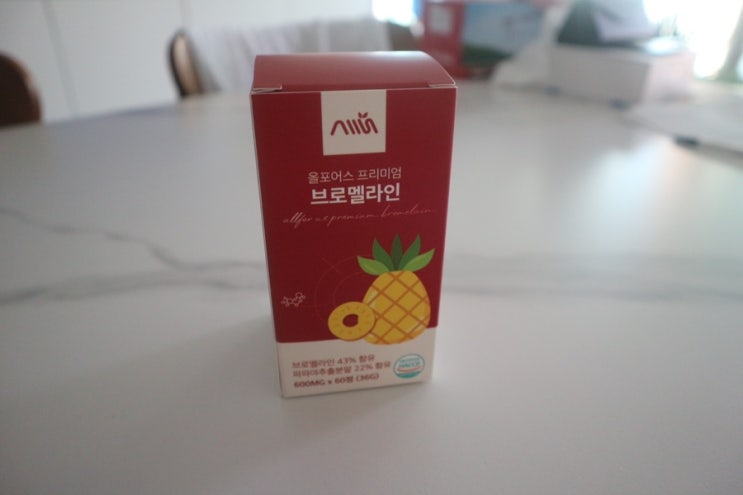 올포어스 프리미엄
브로멜라인
allfor us premium bromelain
브로멜라인 43% 함유
파파야추출분말 22% 함유
600MG x 60정 (36G)
HACCP